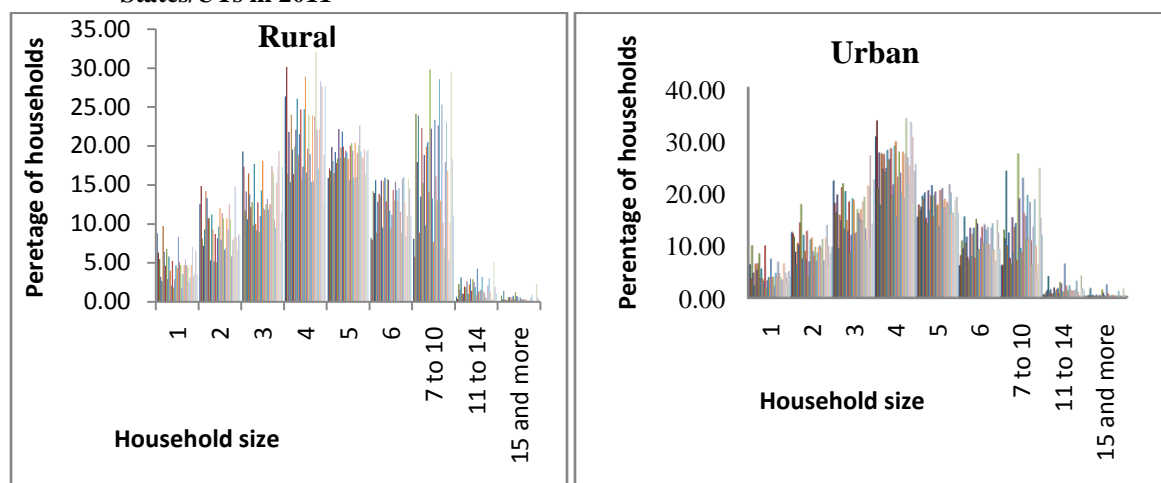 States/UTs in 2011
Rural
Peretage of households
35.00
30.00
25.00
20.00
15.00
10.00
5.00
0.00
1
2
3
4
5
6
7 to 10
11 to 14
15 and more
Household size
Urban
Perentage of households
40.00
30.00
20.00
10.00
0.00
1
2
3
4
5
6
7 to 10
11 to 14
15 and more
Household size